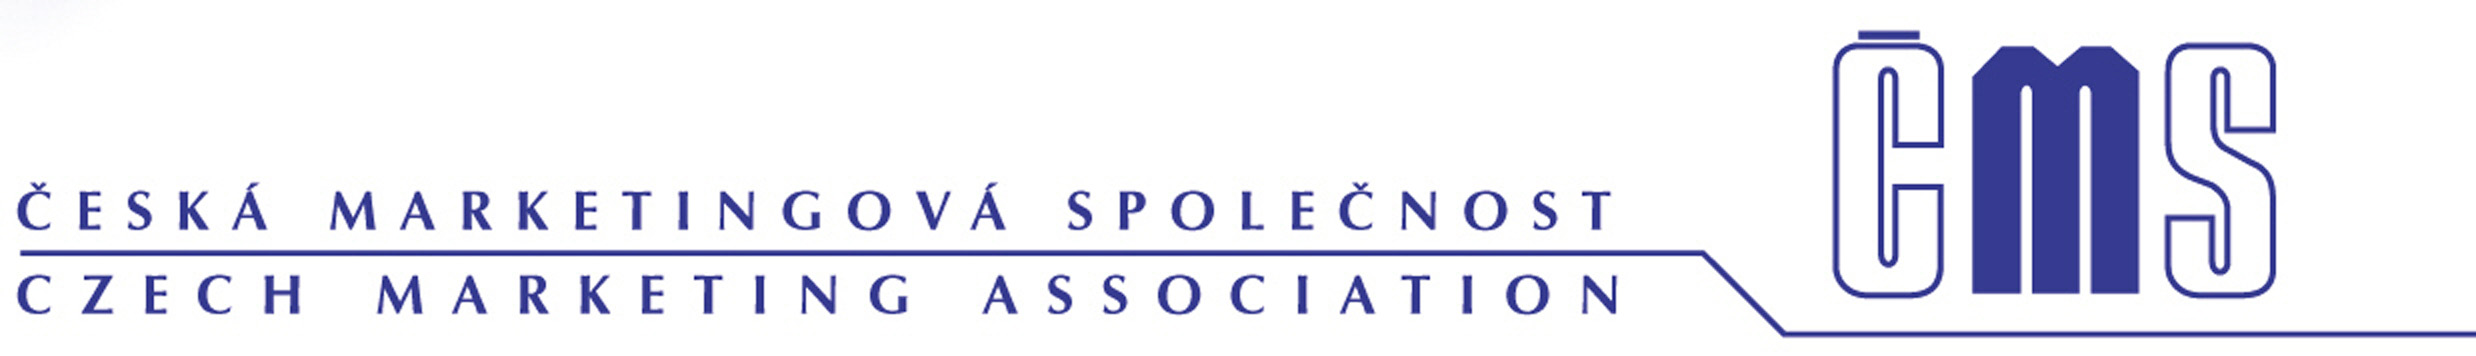 ČESKÁ MARKETINGOVÁ SPOLEČNOST
CZECH MARKETING ASSOCIATION
ČMS